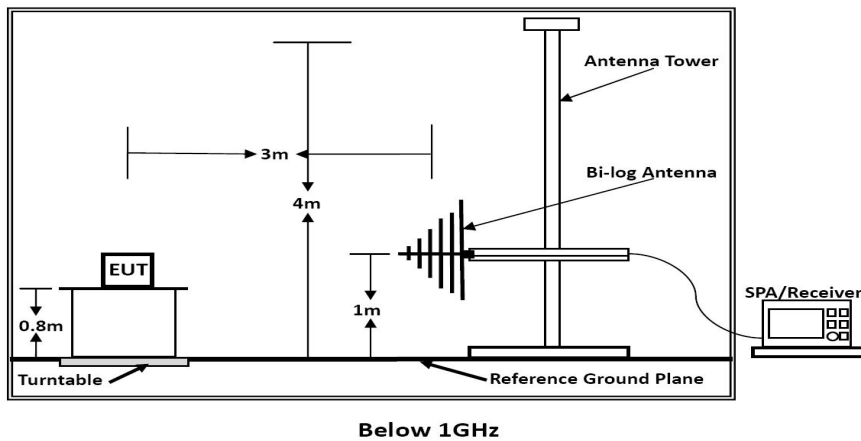 Antenna Tower
3m
Bi-log Antenna
4m
EUT
SPA/Receiver
0.8m
1m
Turntable
Reference Ground Plane
Below 1GHz